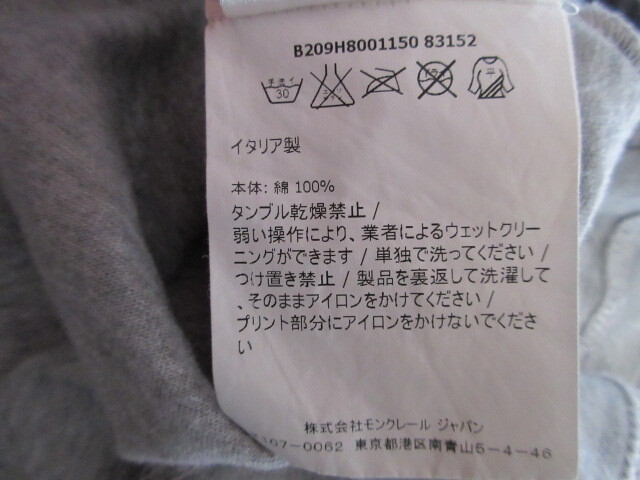 B209H8001150 83152
手洗イ
30
平
イタリア製
本体: 綿 100%
タンブル乾燥禁止 /
弱い操作により、業者によるウェットクリー
ニングができます / 単独で洗ってください /
つけ置き禁止 / 製品を裏返して洗濯して
、そのままアイロンをかけてください /
プリント部分にアイロンをかけないでくださ
い
株式会社モンクレール ジャパン
107-0062 東京都港区南青山5-4-46